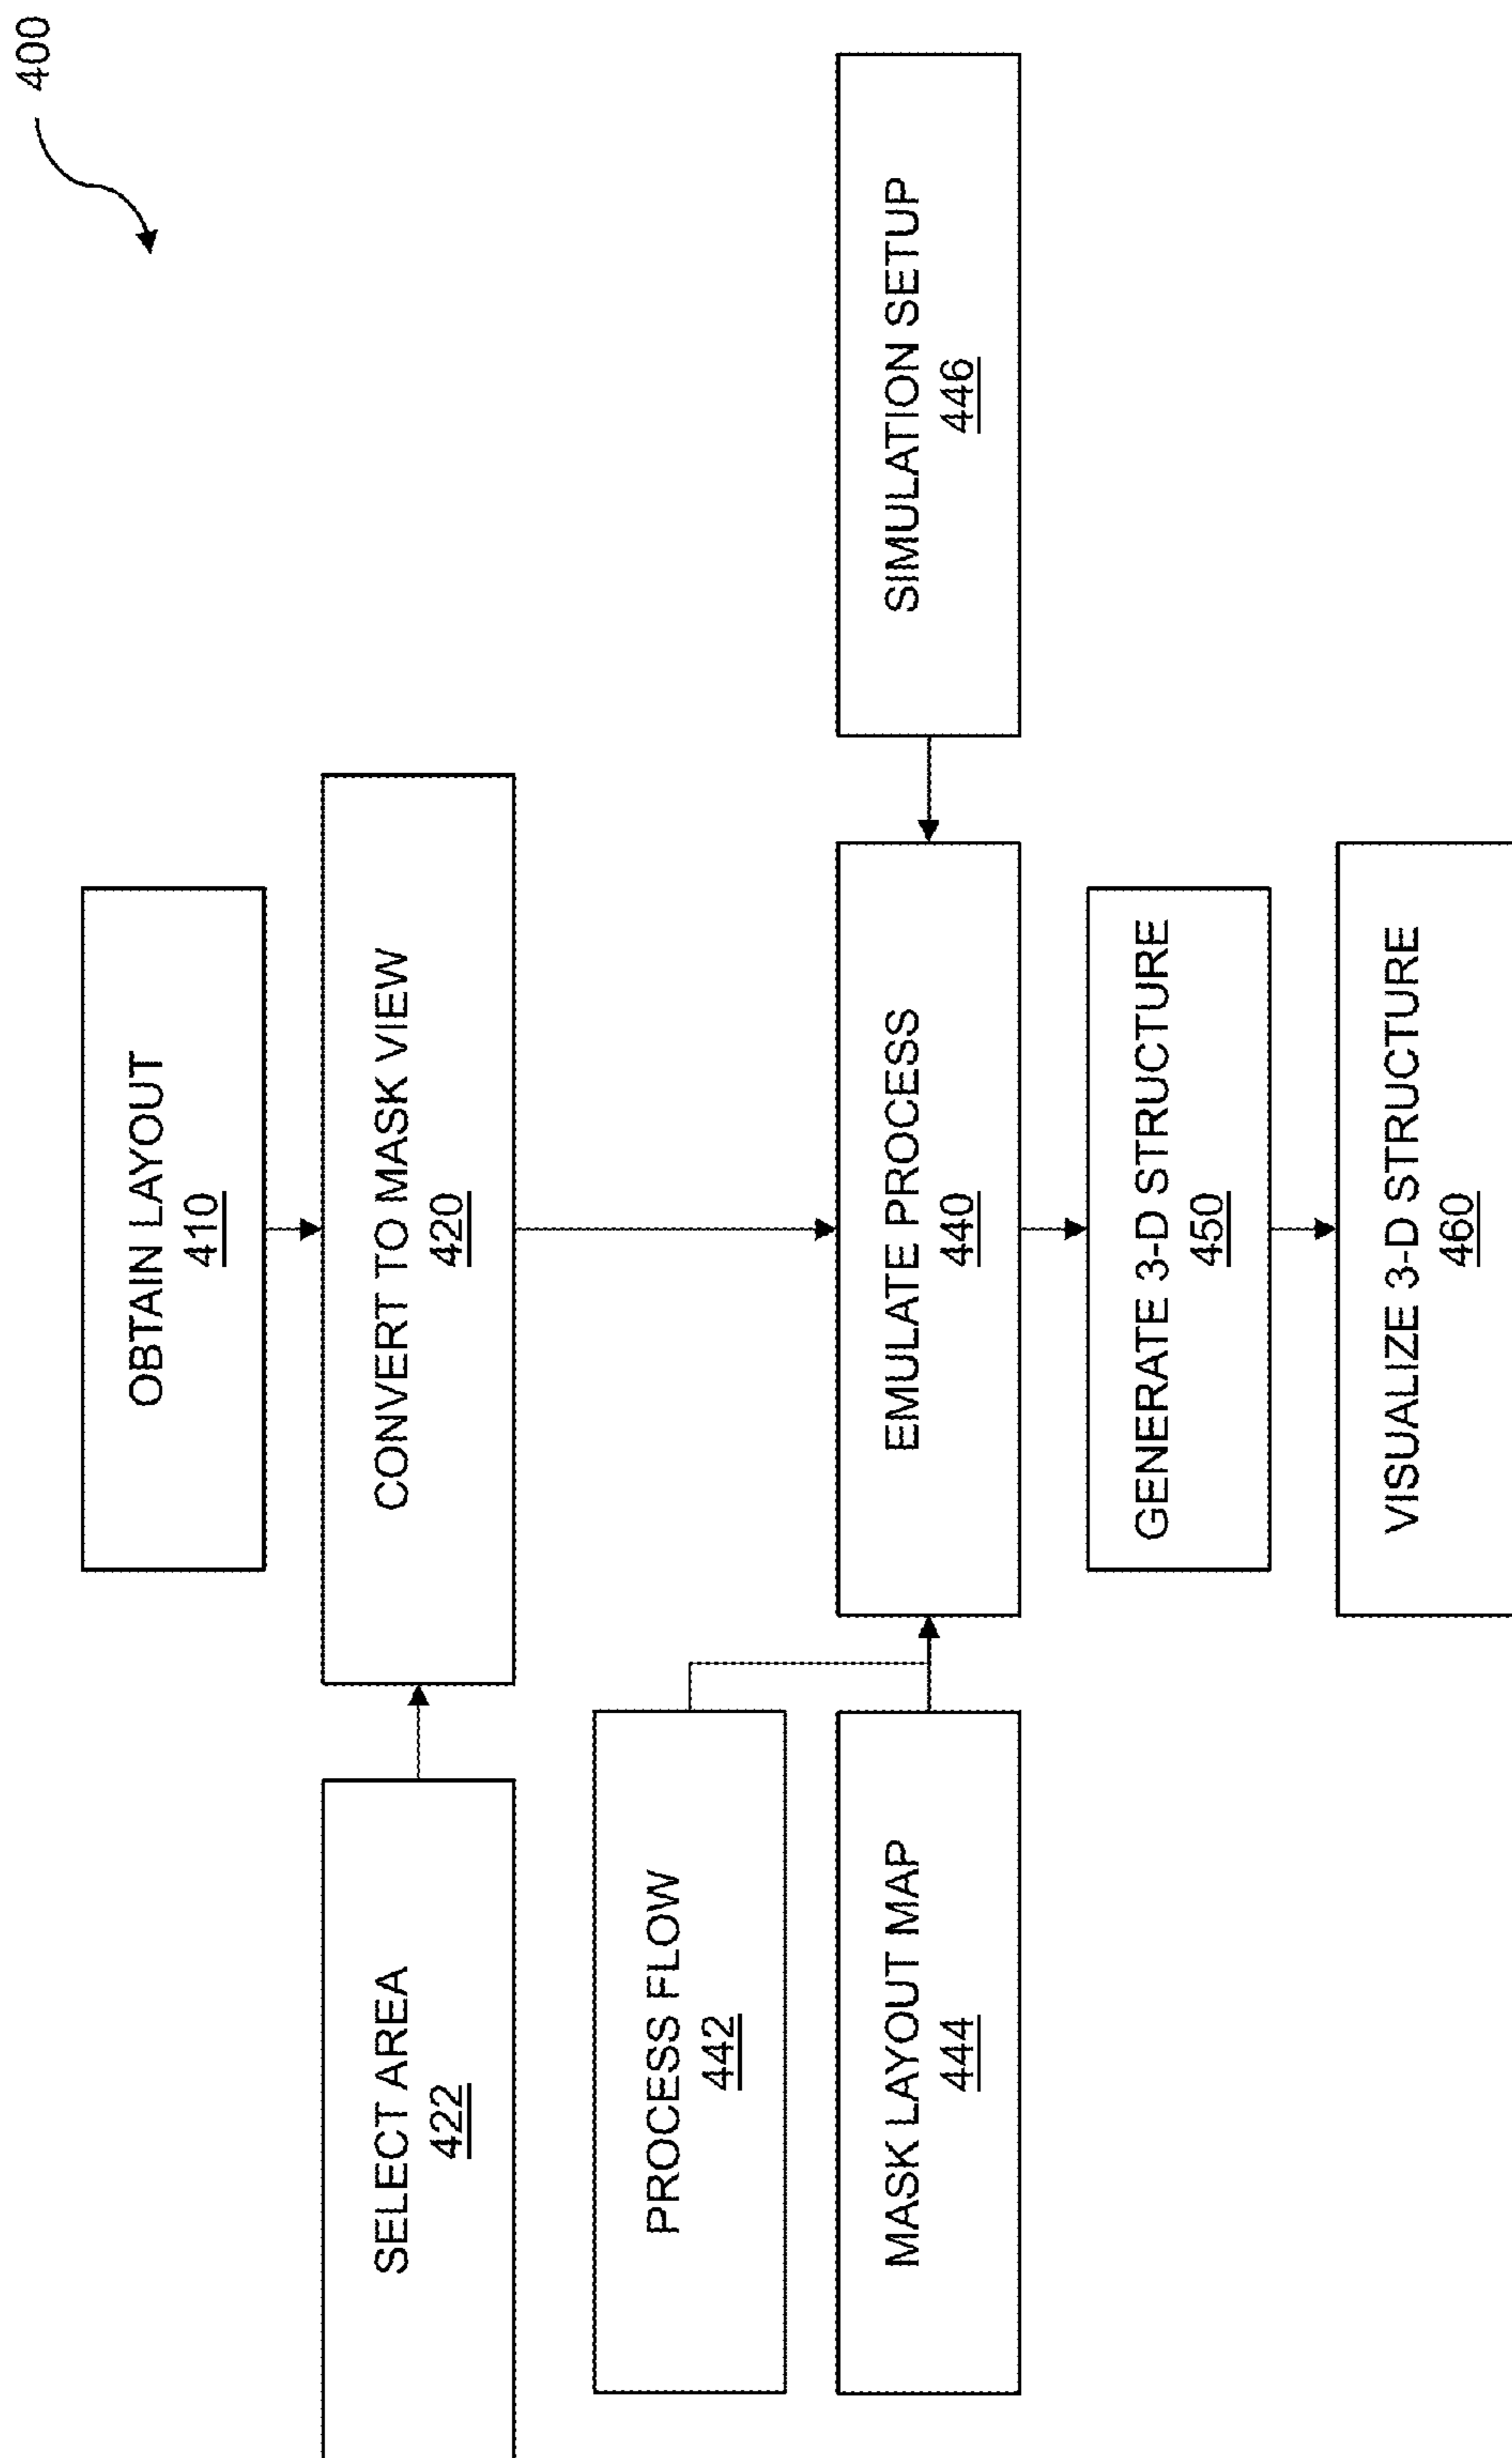 400
OBTAIN LAYOUT
410
SELECT AREA
422
CONVERT TO MASK VIEW
420
PROCESS FLOW
442
MASK LAYOUT MAP
444
EMULATE PROCESS
440
SIMULATION SETUP
446
GENERATE 3-D STRUCTURE
450
VISUALIZE 3-D STRUCTURE
460